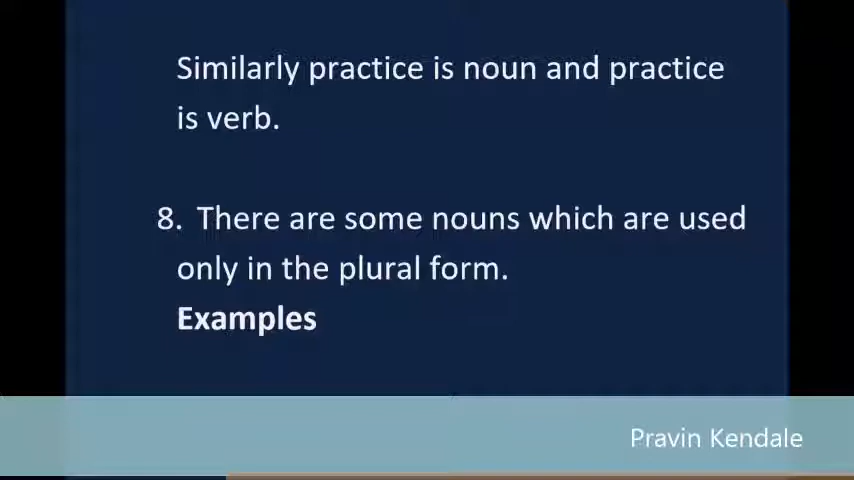 Similarly practice is noun and practice
is verb.
8. There are some nouns which are used
only in the plural form.
Examples
Pravin Kendale